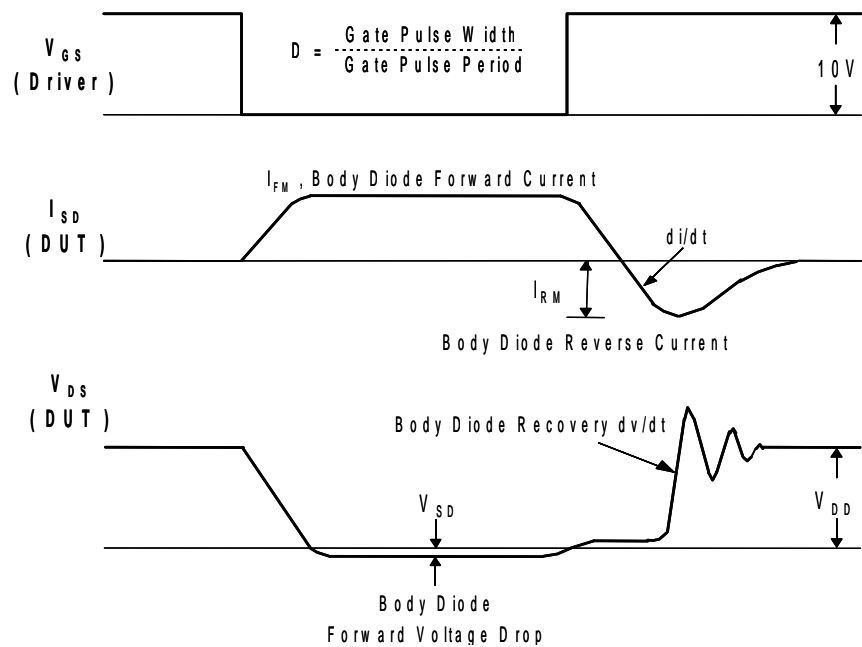 V_GS
(Driver)
D = Gate Pulse Width
Gate Pulse Period
10V
I_FM , Body Diode Forward Current
I_SD
(DUT)
di/dt
I_RM
Body Diode Reverse Current
V_DS
(DUT)
Body Diode Recovery dv/dt
V_SD
V_DD
Body Diode
Forward Voltage Drop